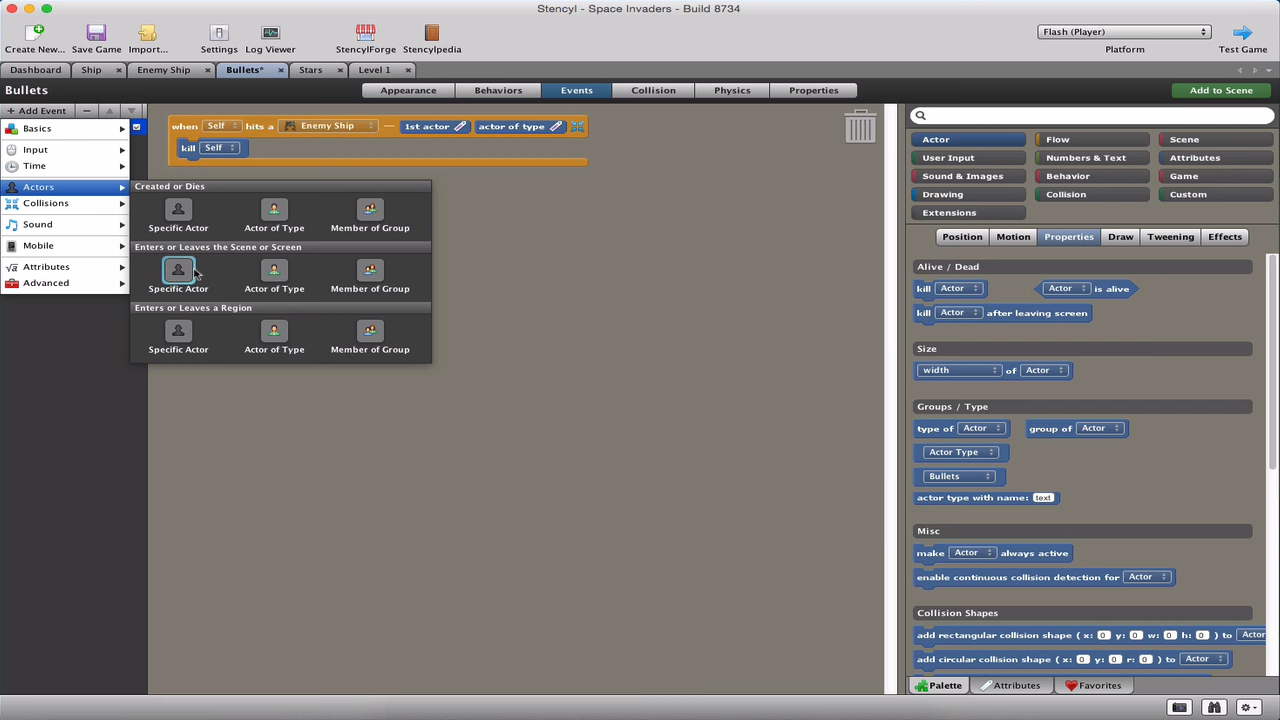 Stencyl - Space Invaders - Build 8734
Create New... Save Game Import... Settings Log Viewer StencylForge Stencylpedia
Flash (Player)
Platform
Test Game
Dashboard Ship Enemy Ship Bullets* Stars Level 1
Bullets
Appearance Behaviors Events Collision Physics Properties
Add to Scene
Add Event
Basics
Input
Time
Actors
Collisions
Sound
Mobile
Attributes
Advanced
when Self hits a Enemy Ship — 1st actor actor of type
kill Self
Created or Dies
Specific Actor Actor of Type Member of Group
Enters or Leaves the Scene or Screen
Specific Actor Actor of Type Member of Group
Enters or Leaves a Region
Specific Actor Actor of Type Member of Group
Actor Flow Scene
User Input Numbers & Text Attributes
Sound & Images Behavior Game
Drawing Collision Custom
Extensions
Position Motion Properties Draw Tweening Effects
Alive / Dead
kill Actor Actor is alive
kill Actor after leaving screen
Size
width of Actor
Groups / Type
type of Actor group of Actor
Actor Type
Bullets
actor type with name: text
Misc
make Actor always active
enable continuous collision detection for Actor
Collision Shapes
add rectangular collision shape ( x: 0 y: 0 w: 0 h: 0 ) to Actor
add circular collision shape ( x: 0 y: 0 r: 0 ) to Actor
Palette Attributes Favorites